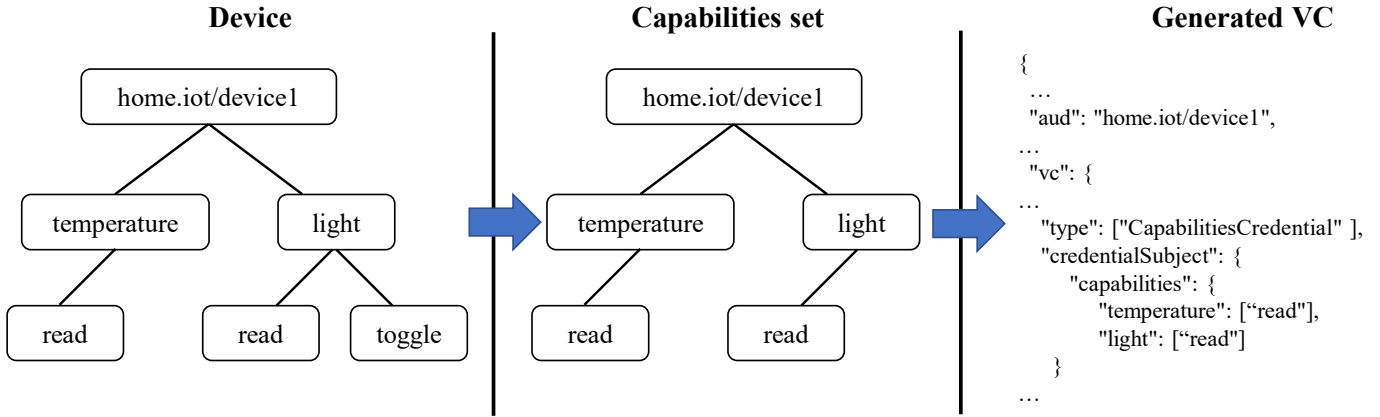 Device
home.iot/device1
temperature
light
read
read
toggle
Capabilities set
home.iot/device1
temperature
light
read
read
Generated VC
{
…
"aud": "home.iot/device1",
…
"vc": {
…
"type": ["CapabilitiesCredential" ],
"credentialSubject": {
"capabilities": {
"temperature": [“read"],
"light": [“read"]
}
…